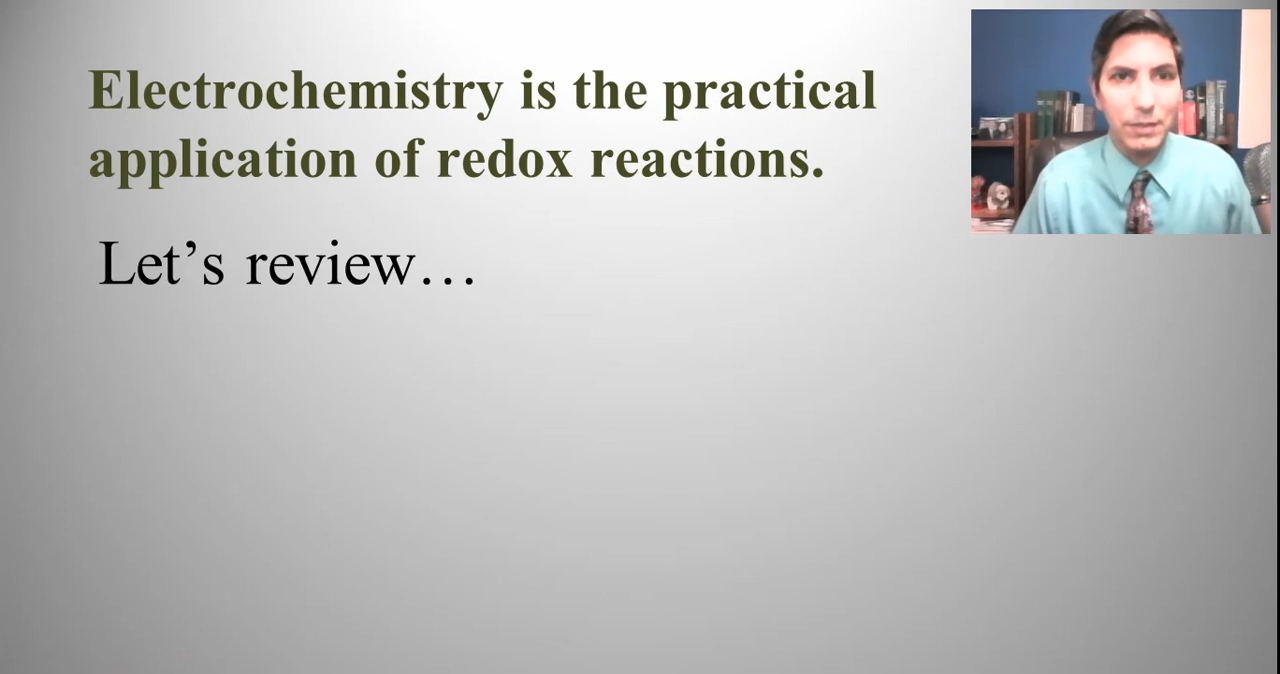 Electrochemistry is the practical
application of redox reactions.
Let’s review…